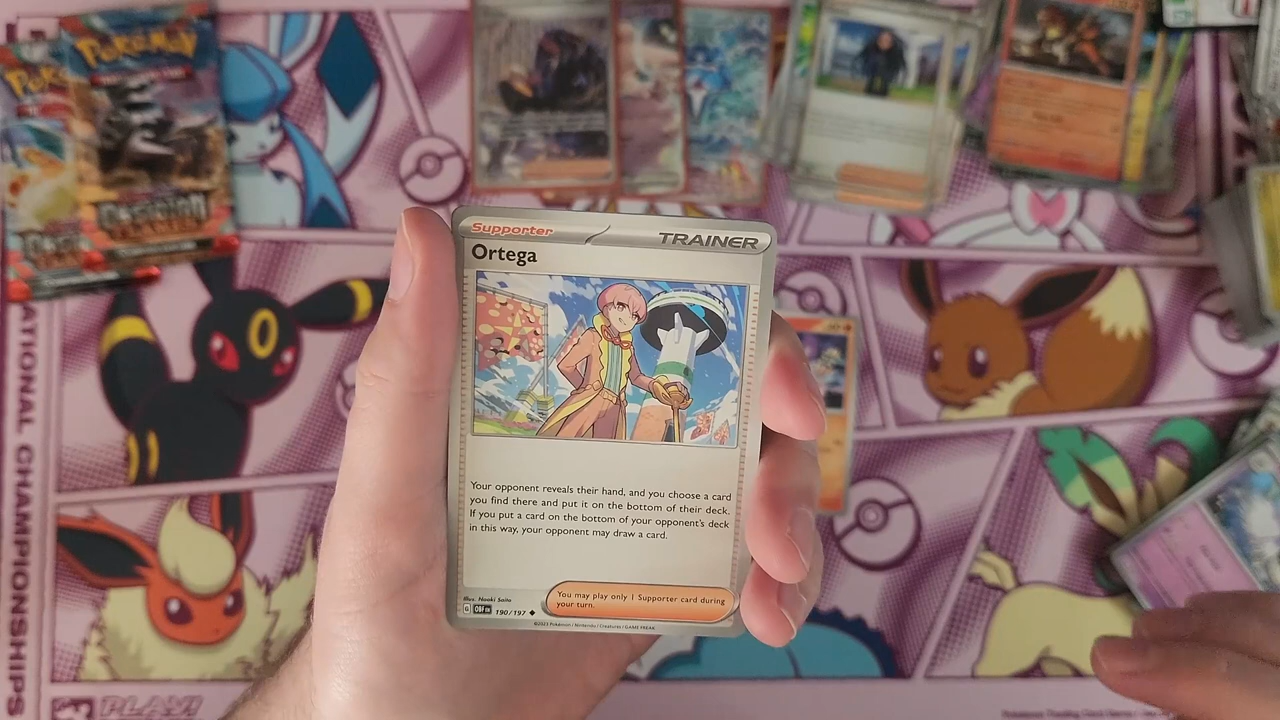 POKÉMON
Supporter
TRAINER
Ortega
Your opponent reveals their hand, and you choose a card
you find there and put it on the bottom of their deck.
If you put a card on the bottom of your opponent's deck
in this way, your opponent may draw a card.
Illus. Naoki Saito
G OBF EN 190/197
You may play only 1 Supporter card during
your turn.
©2023 Pokémon / Nintendo / Creatures / GAME FREAK
ATIONAL CHAMPIONSHIPS
PLAY!